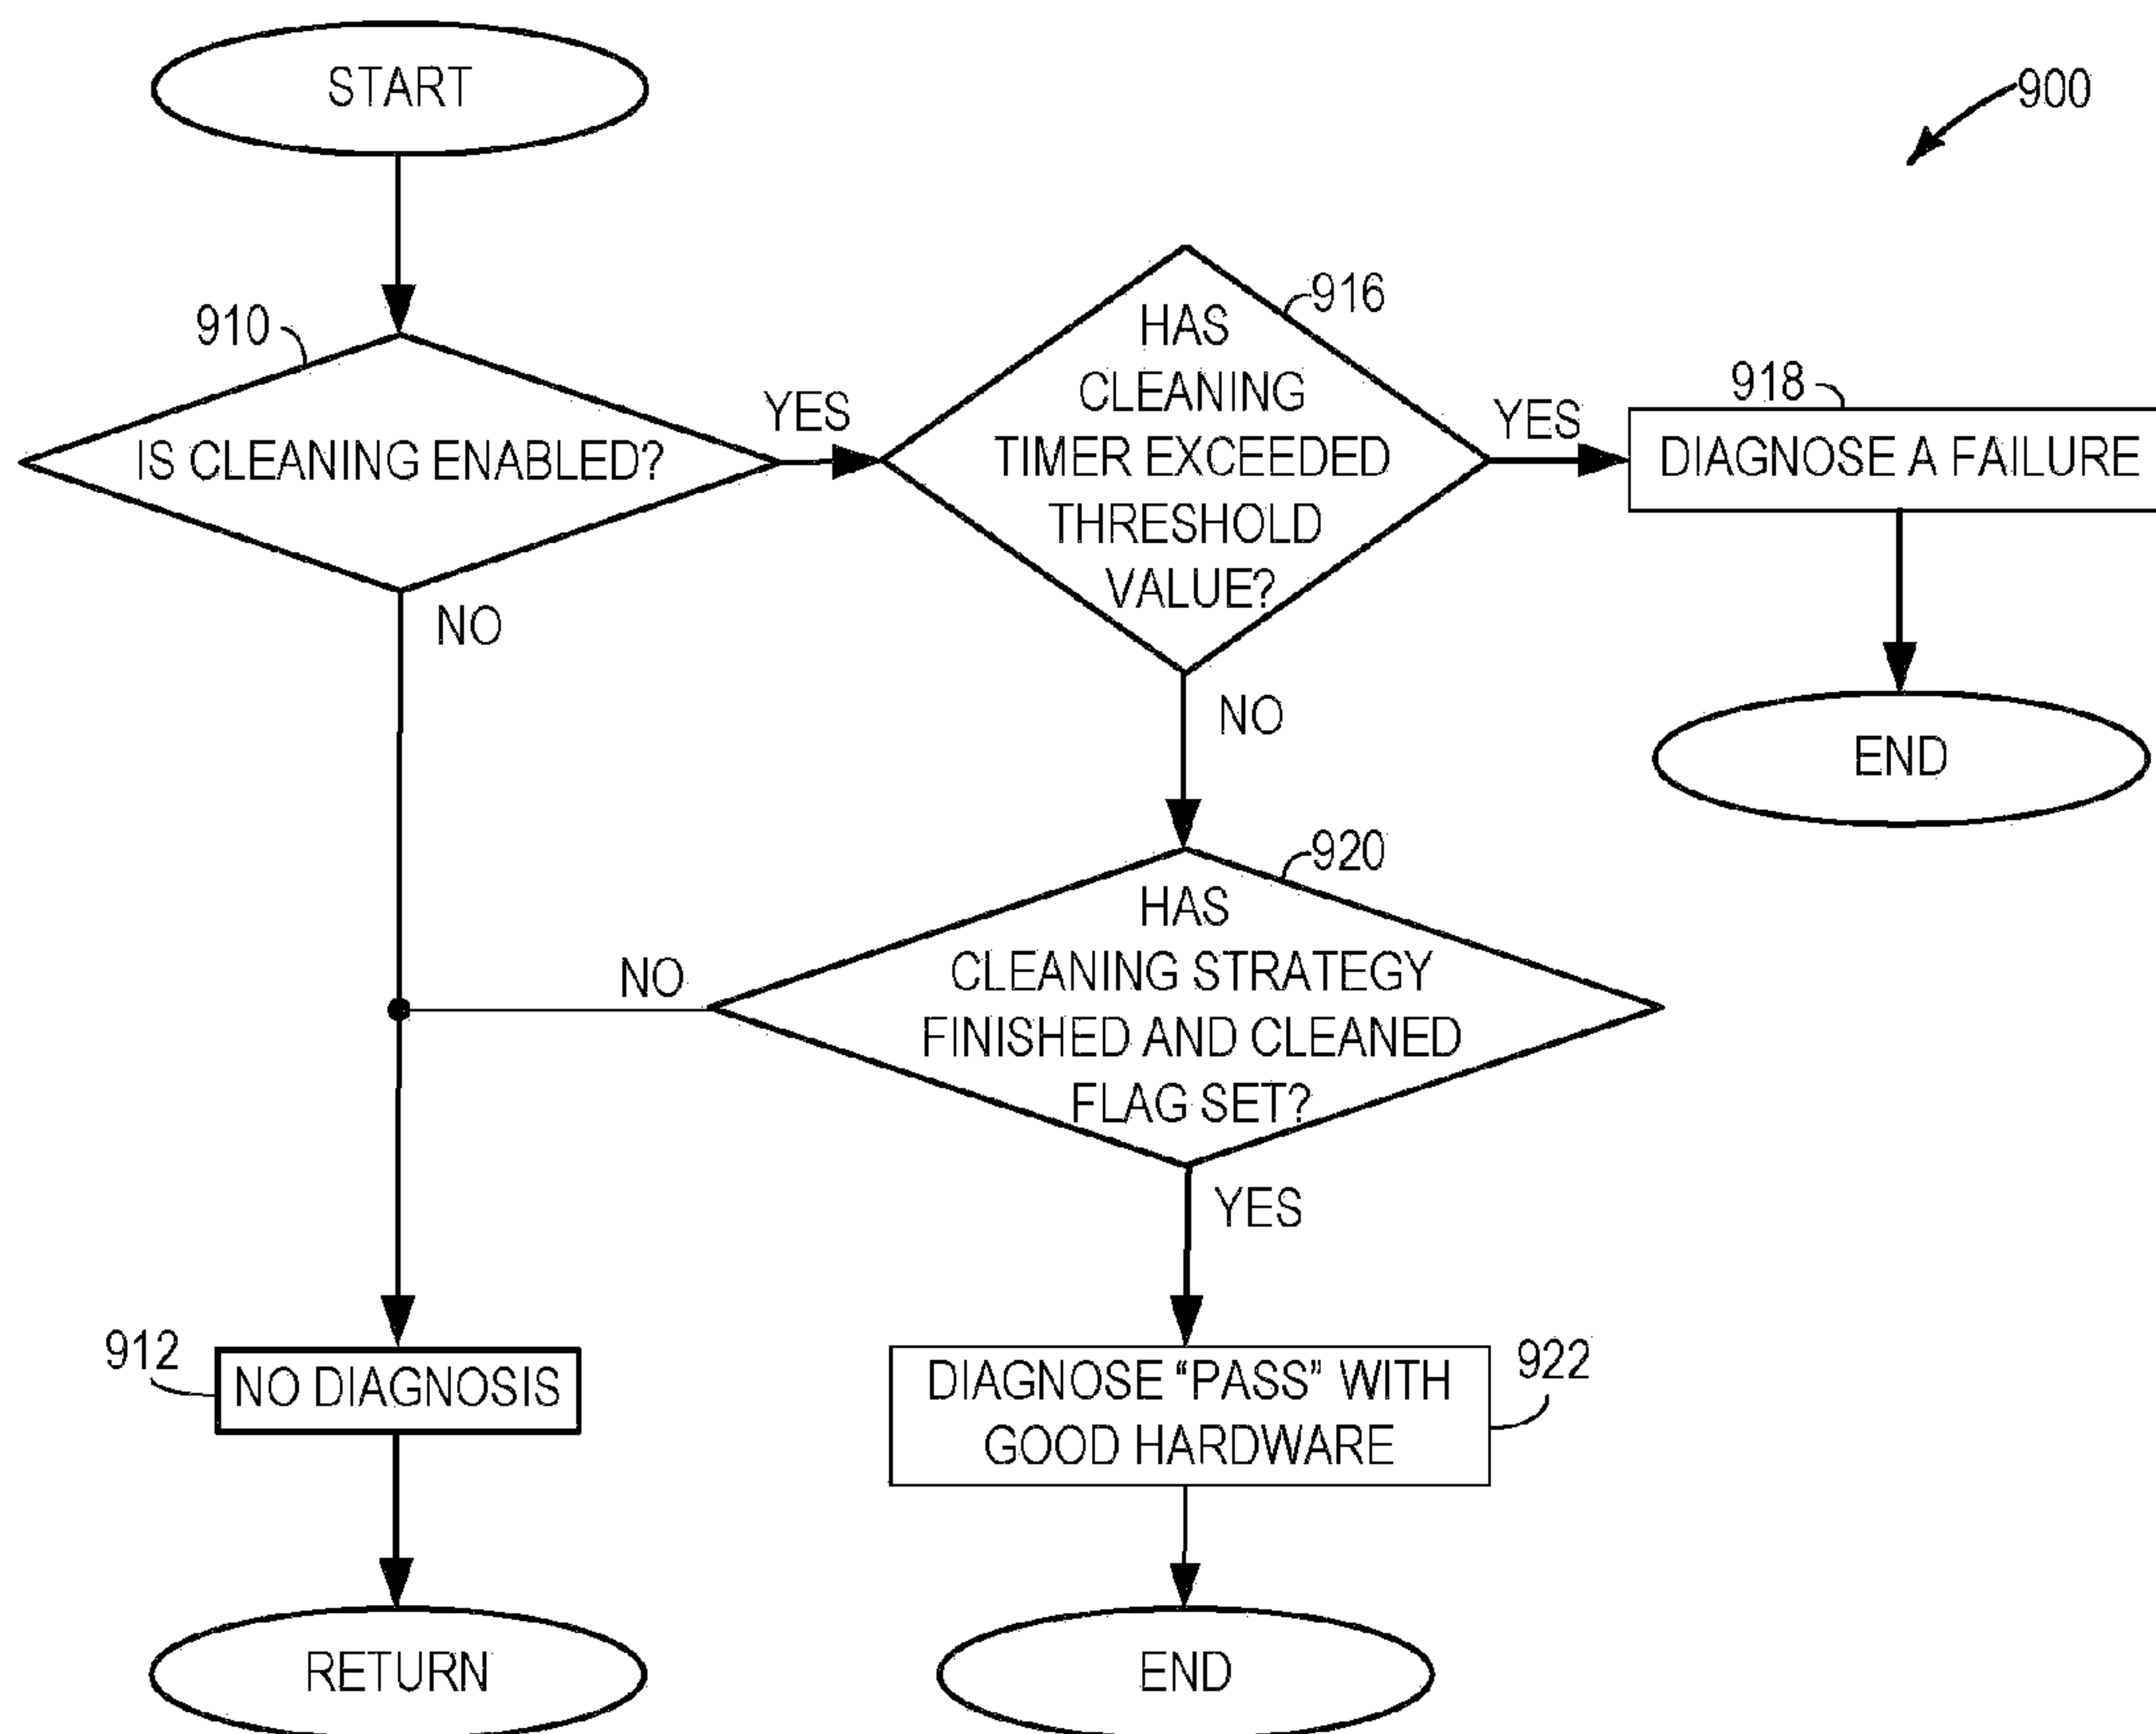 START
900
910
IS CLEANING ENABLED?
YES
NO
916
HAS
CLEANING
TIMER EXCEEDED
THRESHOLD
VALUE?
YES
NO
918
DIAGNOSE A FAILURE
END
920
HAS
CLEANING STRATEGY
FINISHED AND CLEANED
FLAG SET?
NO
YES
912
NO DIAGNOSIS
RETURN
DIAGNOSE “PASS” WITH
GOOD HARDWARE
922
END